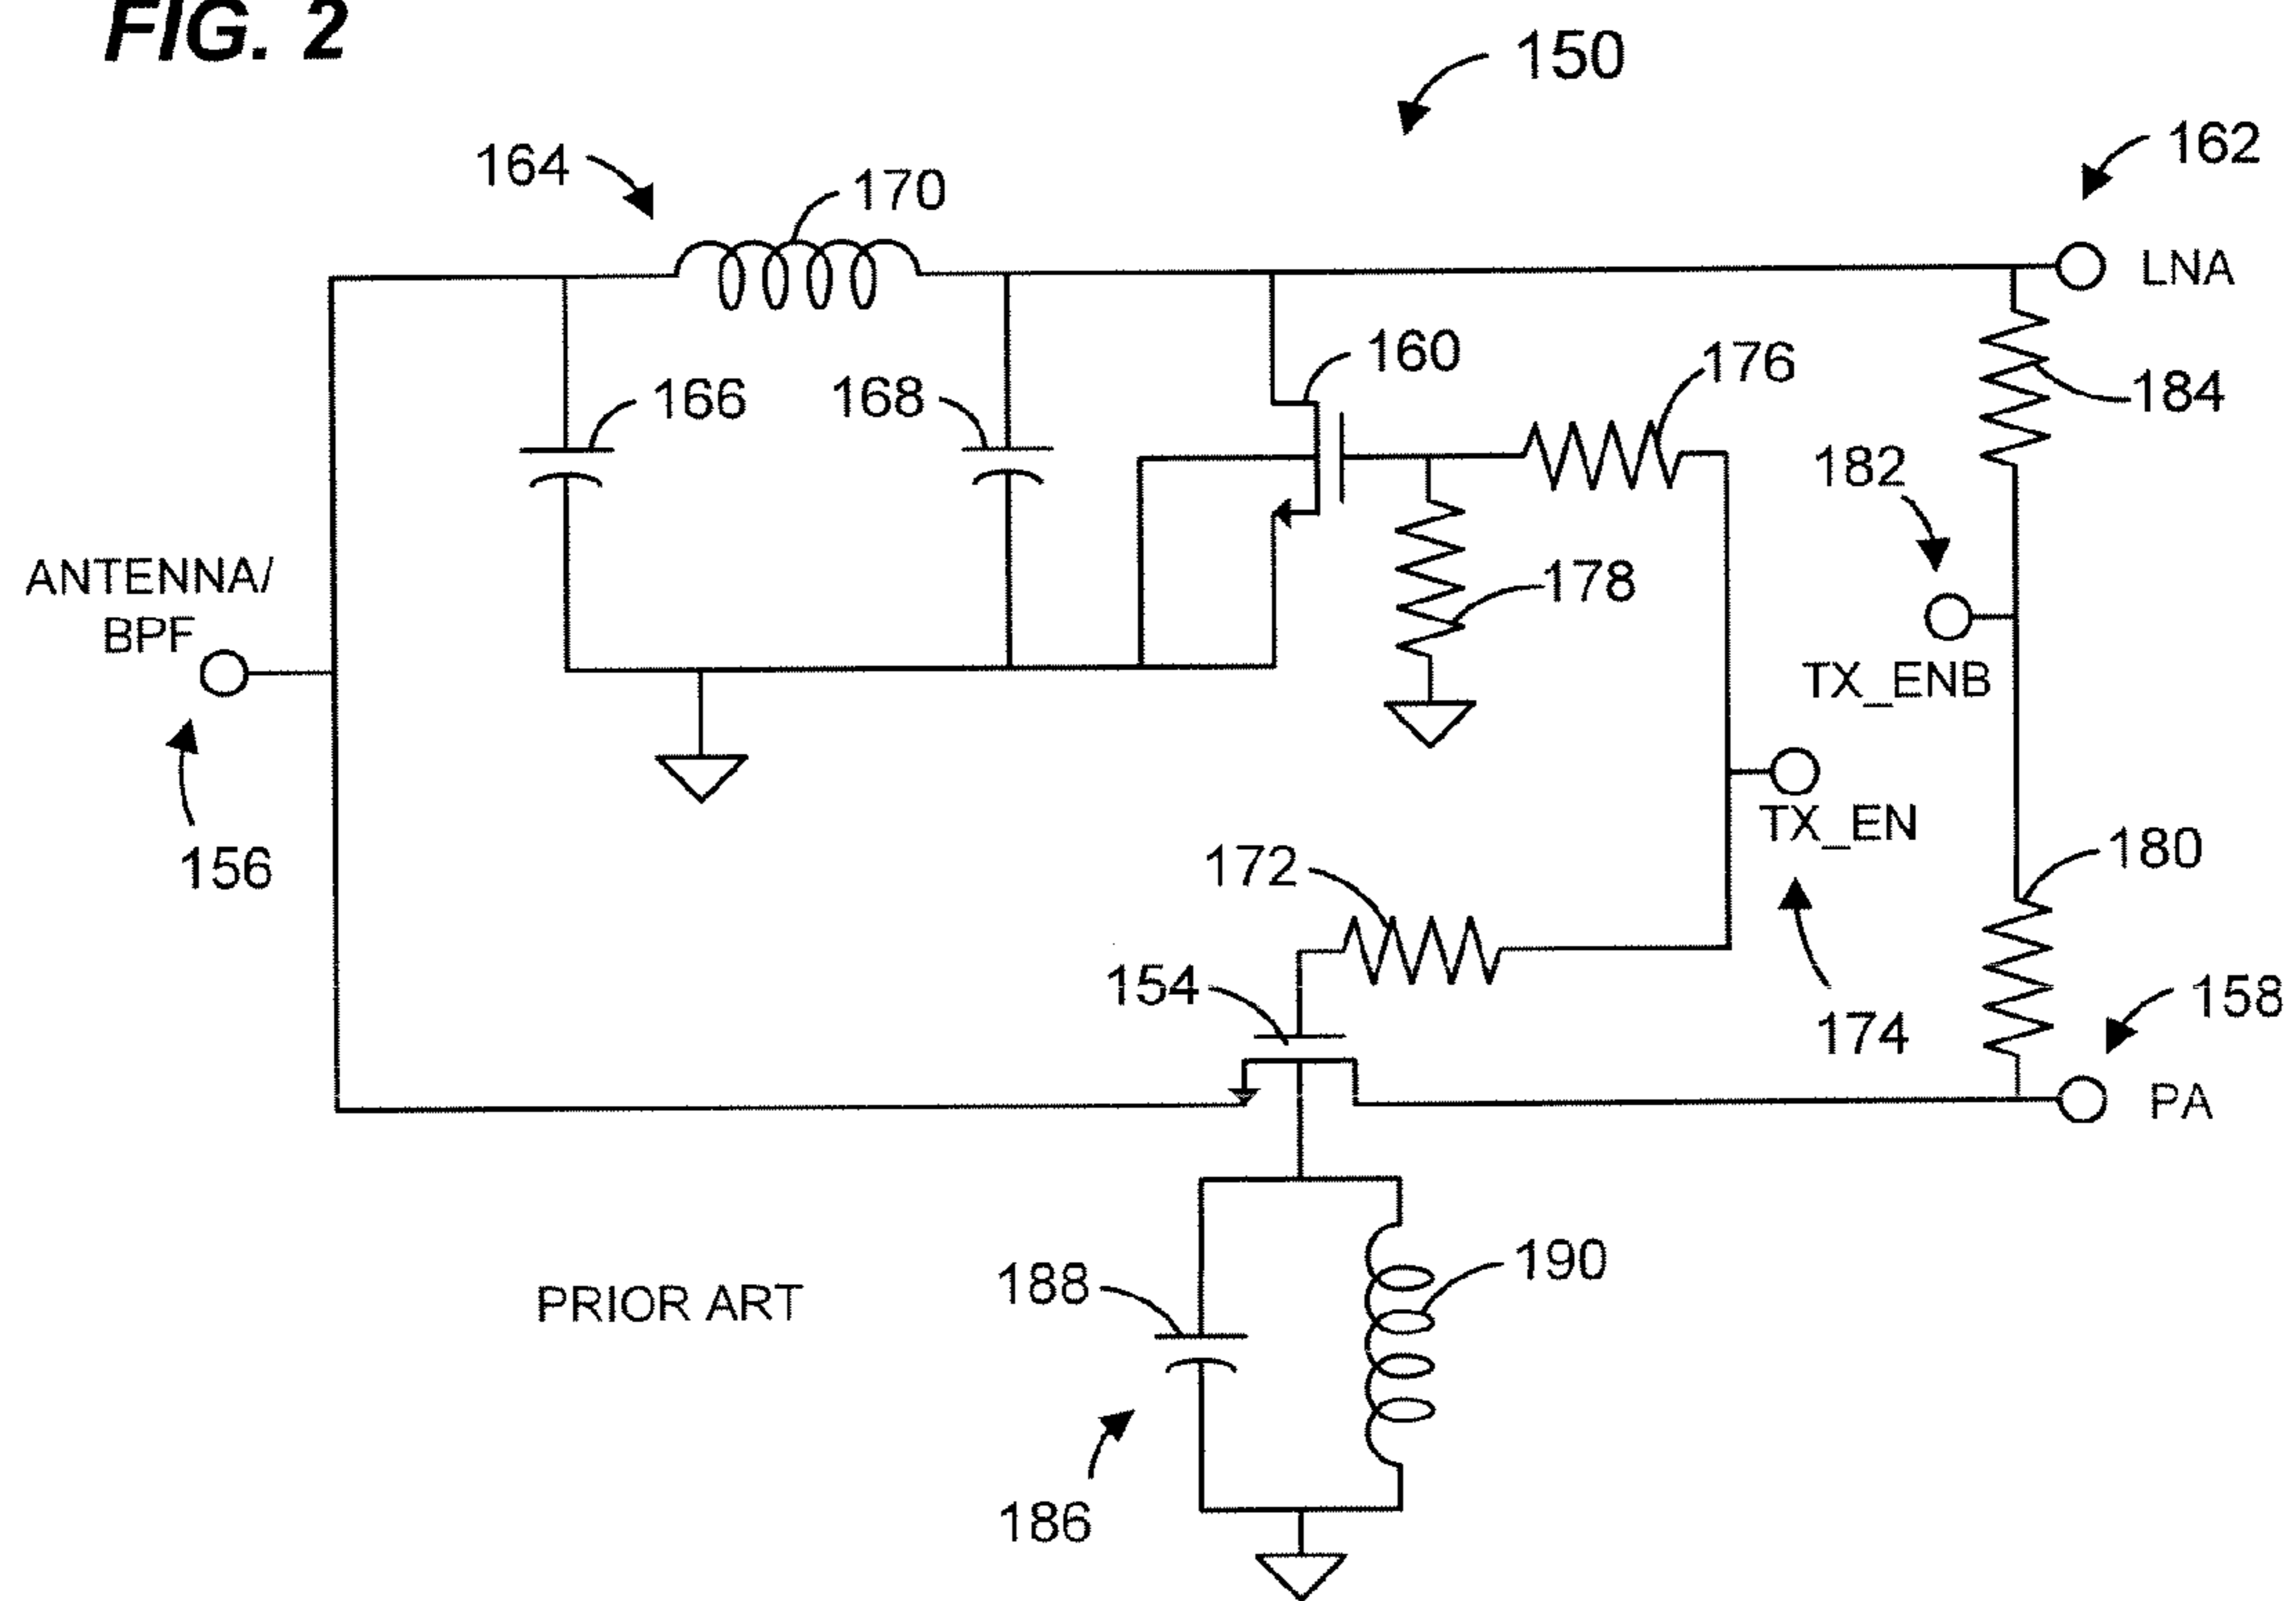 FIG. 2
150
162
164
170
LNA
160
176
166
168
184
182
178
ANTENNA/
BPF
TX_ENB
TX_EN
156
172
180
154
158
174
PA
190
188
PRIOR ART
186